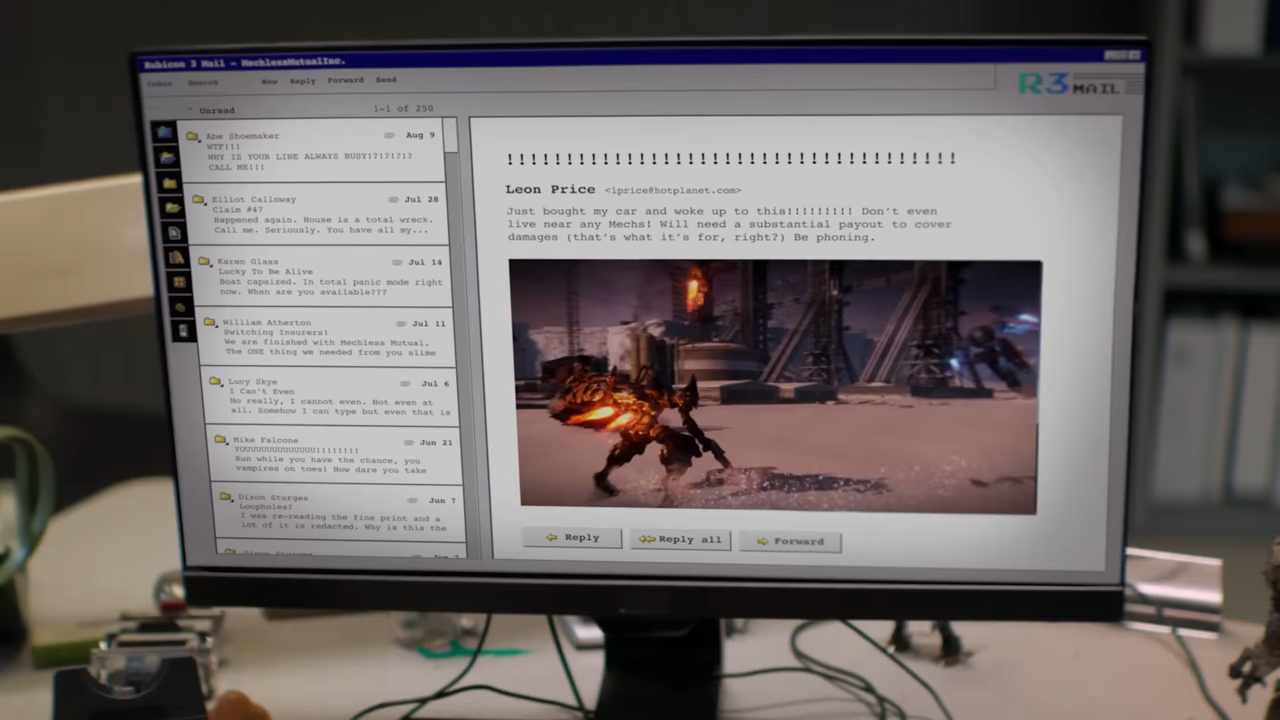 Rubicon 3 Mail - MechlessMutualInc.
Inbox Search New Reply Forward Send
R3 MAIL
^ Unread 1-1 of 250
Abe Shoemaker Aug 9
WTF!!!
WHY IS YOUR LINE ALWAYS BUSY!?!?!?!?
CALL ME!!!
Elliot Calloway Jul 28
Claim #47
Happened again. House is a total wreck.
Call me. Seriously. You have all my...
Karen Glass Jul 14
Lucky To Be Alive
Boat capsized. In total panic mode right
now. When are you available???
William Atherton Jul 11
Switching Insurers!
We are finished with Mechless Mutual.
The ONE thing we needed from you slime
Lucy Skye Jul 6
I Can't Even
No really, I cannot even. Not even at
all. Somehow I can type but even that is
Mike Falcone Jun 21
YOUUUUUUUUUUUU!!!!!!!!
Run while you have the chance, you
vampires on toes! How dare you take
Dixon Sturges Jun 7
Loopholes?
I was re-reading the fine print and a
lot of it is redacted. Why is this the
Dixon Sturges Jun 7
!!!!!!!!!!!!!!!!!!!!!!!!!!!!!!!!!!!!!!
Leon Price <lprice@hotplanet.com>
Just bought my car and woke up to this!!!!!!!!! Don't even
live near any Mechs! Will need a substantial payout to cover
damages (that's what it's for, right?) Be phoning.
Reply Reply all Forward